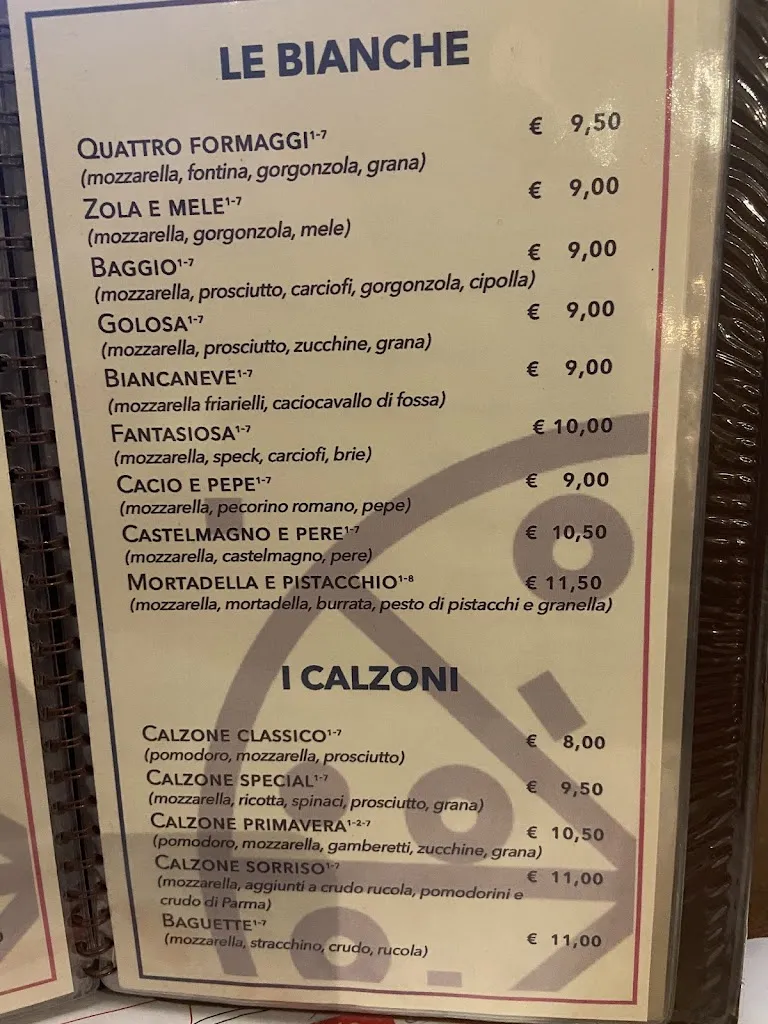 LE BIANCHE
QUATTRO FORMAGGI¹⁻⁷ € 9,50
(mozzarella, fontina, gorgonzola, grana)
ZOLA E MELE¹⁻⁷ € 9,00
(mozzarella, gorgonzola, mele)
BAGGIO¹⁻⁷ € 9,00
(mozzarella, prosciutto, carciofi, gorgonzola, cipolla)
GOLOSA¹⁻⁷ € 9,00
(mozzarella, prosciutto, zucchine, grana)
BIANCANEVE¹⁻⁷ € 9,00
(mozzarella friarielli, caciocavallo di fossa)
FANTASIOSA¹⁻⁷ € 10,00
(mozzarella, speck, carciofi, brie)
CACIO E PEPE¹⁻⁷ € 9,00
(mozzarella, pecorino romano, pepe)
CASTELMAGNO E PERE¹⁻⁷ € 10,50
(mozzarella, castelmagno, pere)
MORTADELLA E PISTACCHIO¹⁻⁸ € 11,50
(mozzarella, mortadella, burrata, pesto di pistacchi e granella)
I CALZONI
CALZONE CLASSICO¹⁻⁷ € 8,00
(pomodoro, mozzarella, prosciutto)
CALZONE SPECIAL¹⁻⁷ € 9,50
(mozzarella, ricotta, spinaci, prosciutto, grana)
CALZONE PRIMAVERA¹⁻²⁻⁷ € 10,50
(pomodoro, mozzarella, gamberetti, zucchine, grana)
CALZONE SORRISO¹⁻⁷ € 11,00
(mozzarella, aggiunti a crudo rucola, pomodorini e
crudo di Parma)
BAGUETTE¹⁻⁷ € 11,00
(mozzarella, stracchino, crudo, rucola)